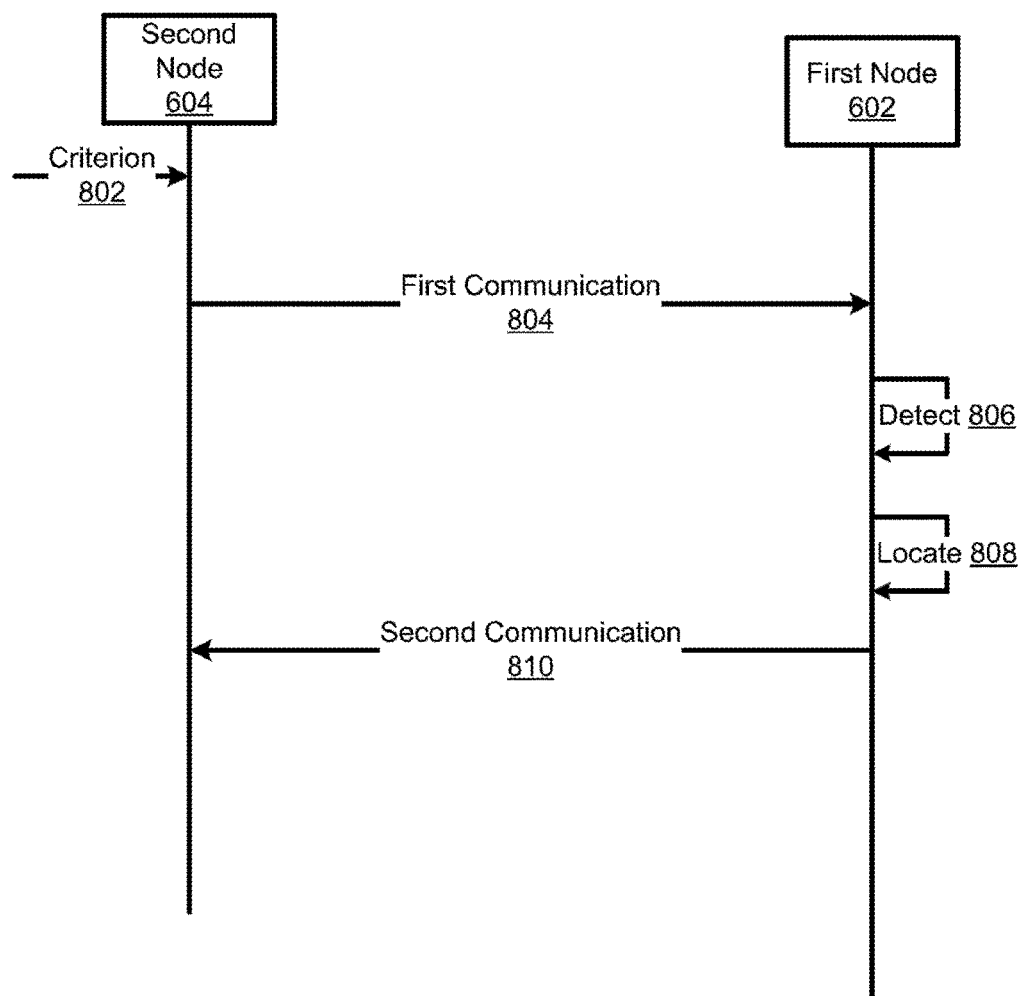 Second
Node
604
First Node
602
Criterion
802
First Communication
804
Detect 806
Locate 808
Second Communication
810